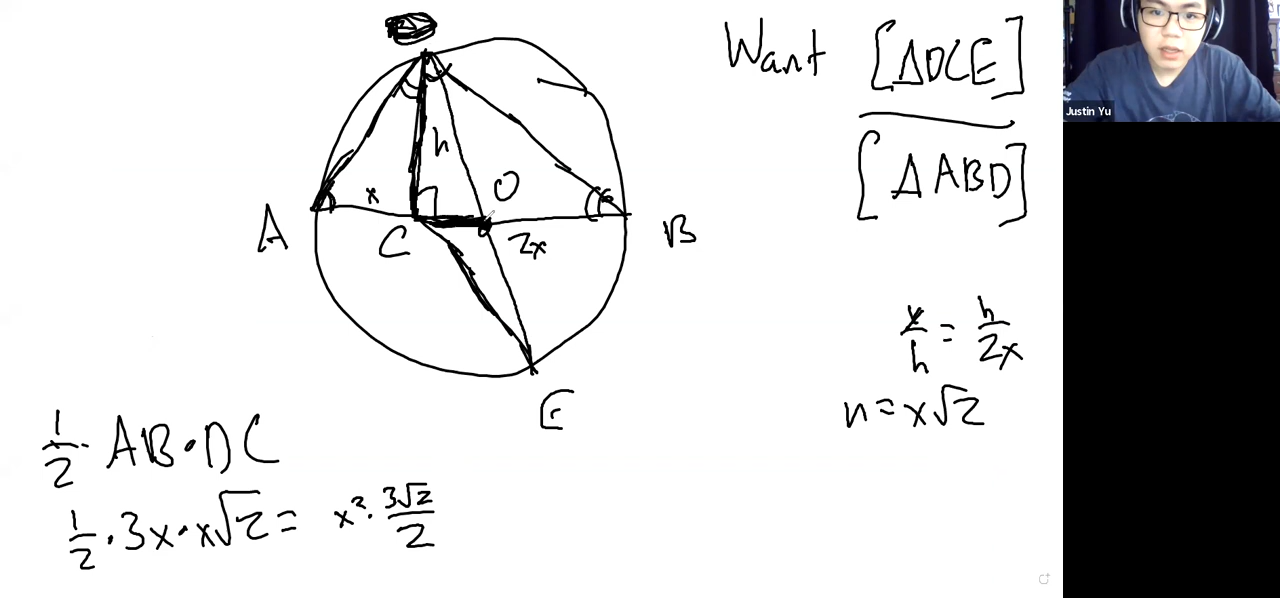 Want [ΔDCE]
[ΔABD]
Justin Yu
h
x
O
A
C
2x
B
x/h = h/2x
h = x√2
E
1/2 · AB · DC
1/2 · 3x · x√2 = x² · 3√2/2